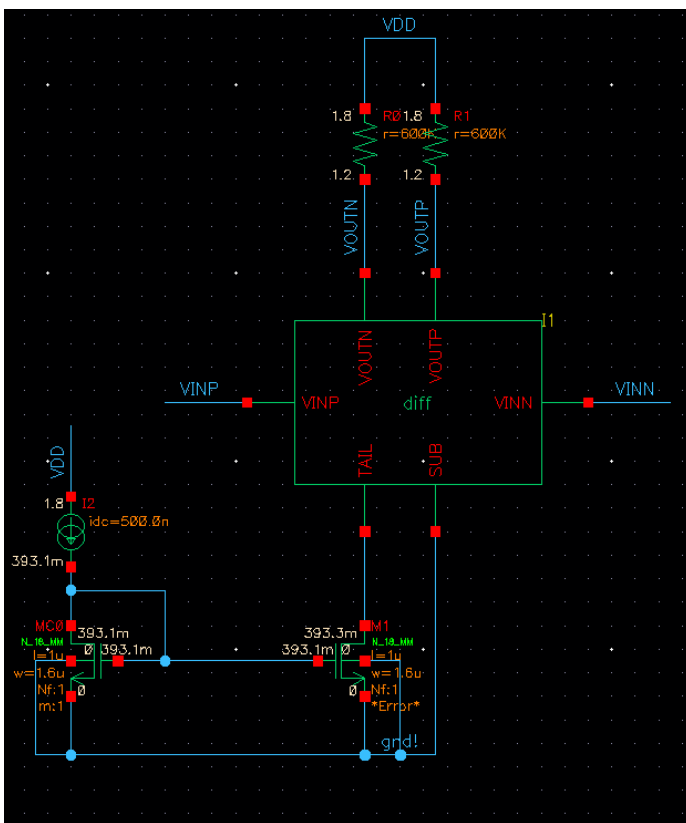 VDD
1.8 R0 1.8 R1
r=600K r=600K
1.2 1.2
VOUTN VOUTP
I1
VOUTN VOUTP
VINP VINP diff VINN VINN
TAIL SUB
VDD
1.8 I2
idc=500.0n
393.1m
MC0 393.1m 393.3m M1
N_18_MM 0 393.1m 393.1m 0 N_18_MM
l=1u l=1u
w=1.6u w=1.6u
Nf:1 0 0 Nf:1
m:1 *Error*
gnd!